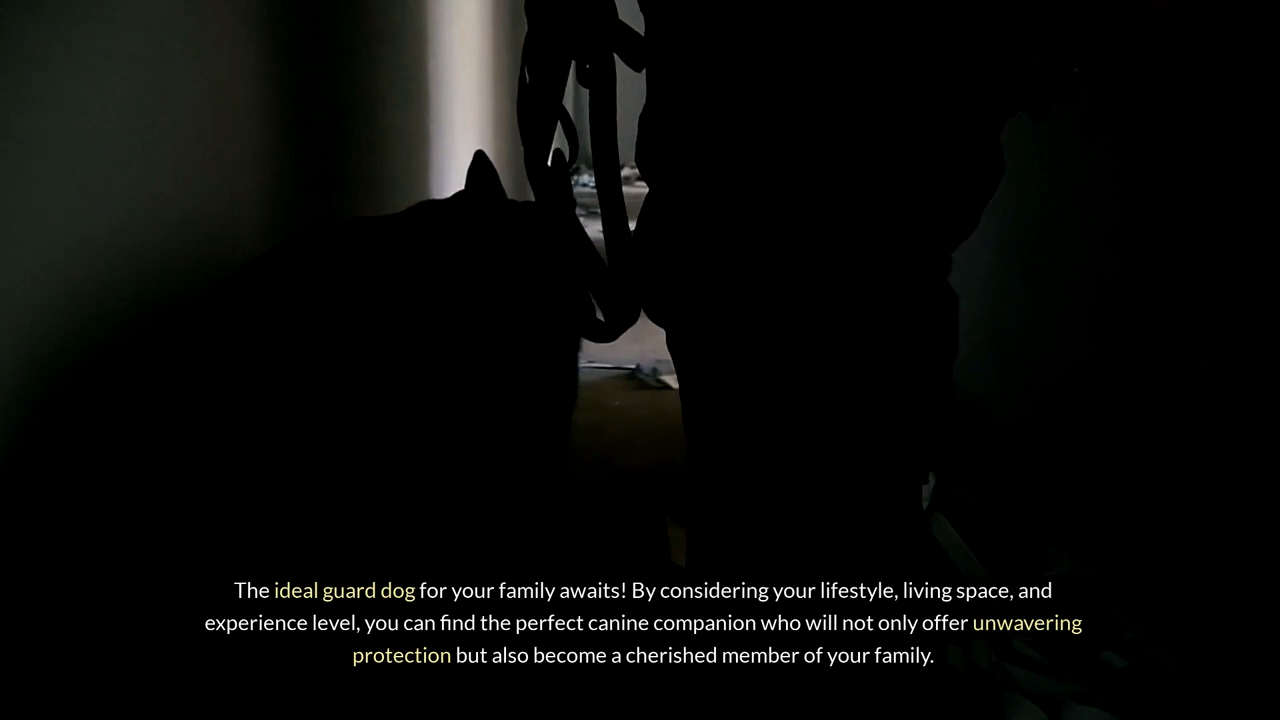 The ideal guard dog for your family awaits! By considering your lifestyle, living space, and
experience level, you can find the perfect canine companion who will not only offer unwavering
protection but also become a cherished member of your family.